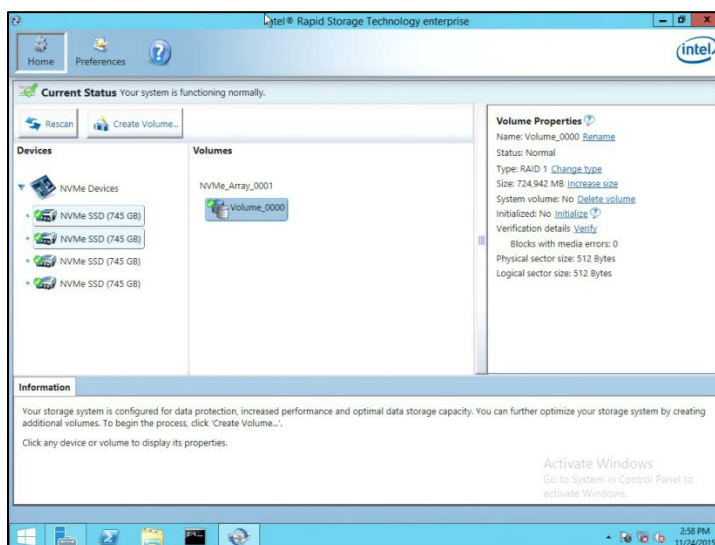 Intel® Rapid Storage Technology enterprise
Home
Preferences
intel
Current Status Your system is functioning normally.
Rescan
Create Volume...
Devices
NVMe Devices
NVMe SSD (745 GB)
NVMe SSD (745 GB)
NVMe SSD (745 GB)
NVMe SSD (745 GB)
Volumes
NVMe_Array_0001
Volume_0000
Volume Properties
Name: Volume_0000 Rename
Status: Normal
Type: RAID 1 Change type
Size: 724,942 MB Increase size
System volume: No Delete volume
Initialized: No Initialize
Verification details Verify
Blocks with media errors: 0
Physical sector size: 512 Bytes
Logical sector size: 512 Bytes
Information
Your storage system is configured for data protection, increased performance and optimal data storage capacity. You can further optimize your storage system by creating
additional volumes. To begin the process, click 'Create Volume...'.
Click any device or volume to display its properties.
Activate Windows
Go to System in Control Panel to
activate Windows.
2:58 PM
11/24/2015